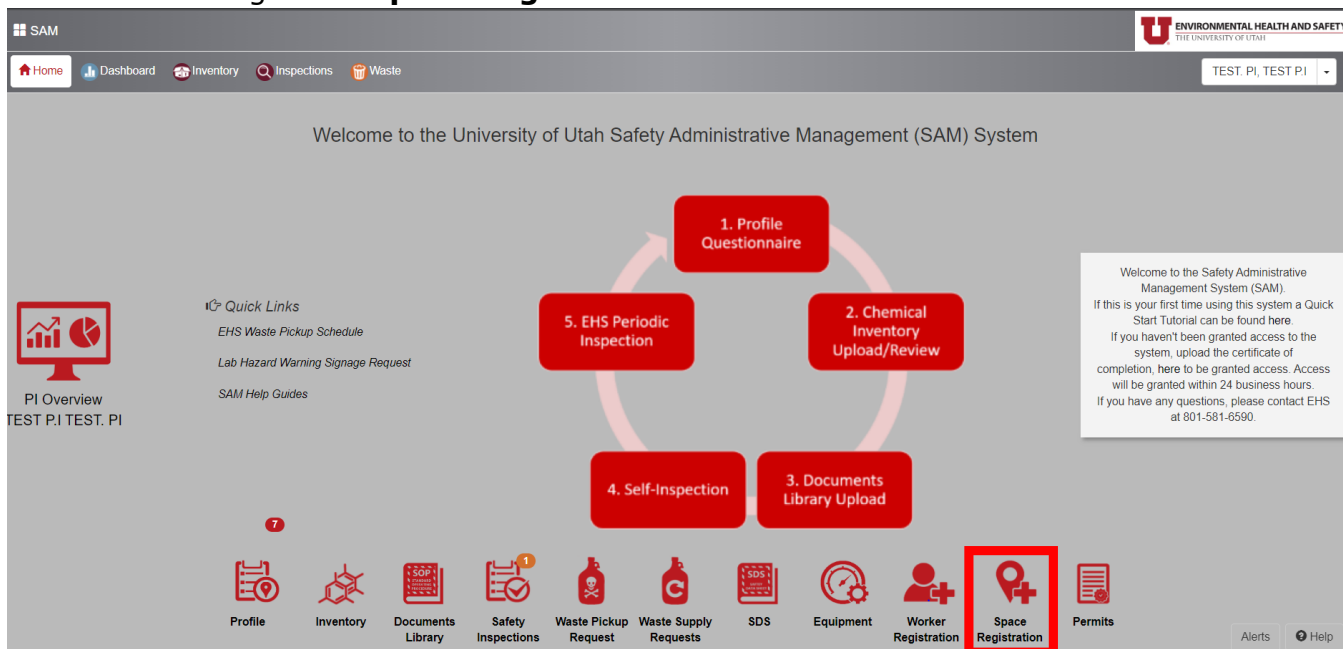 SAM
ENVIRONMENTAL HEALTH AND SAFETY
THE UNIVERSITY OF UTAH
Home Dashboard Inventory Inspections Waste
TEST. PI, TEST P.I
Welcome to the University of Utah Safety Administrative Management (SAM) System
1. Profile
Questionnaire
2. Chemical
Inventory
Upload/Review
3. Documents
Library Upload
4. Self-Inspection
5. EHS Periodic
Inspection
PI Overview
TEST P.I TEST. PI
Quick Links
EHS Waste Pickup Schedule
Lab Hazard Warning Signage Request
SAM Help Guides
Welcome to the Safety Administrative
Management System (SAM).
If this is your first time using this system a Quick
Start Tutorial can be found here.
If you haven't been granted access to the
system, upload the certificate of
completion, here to be granted access. Access
will be granted within 24 business hours.
If you have any questions, please contact EHS
at 801-581-6590.
7
1
SOP
SDS
Profile
Inventory
Documents
Library
Safety
Inspections
Waste Pickup
Request
Waste Supply
Requests
SDS
Equipment
Worker
Registration
Space
Registration
Permits
Alerts
Help